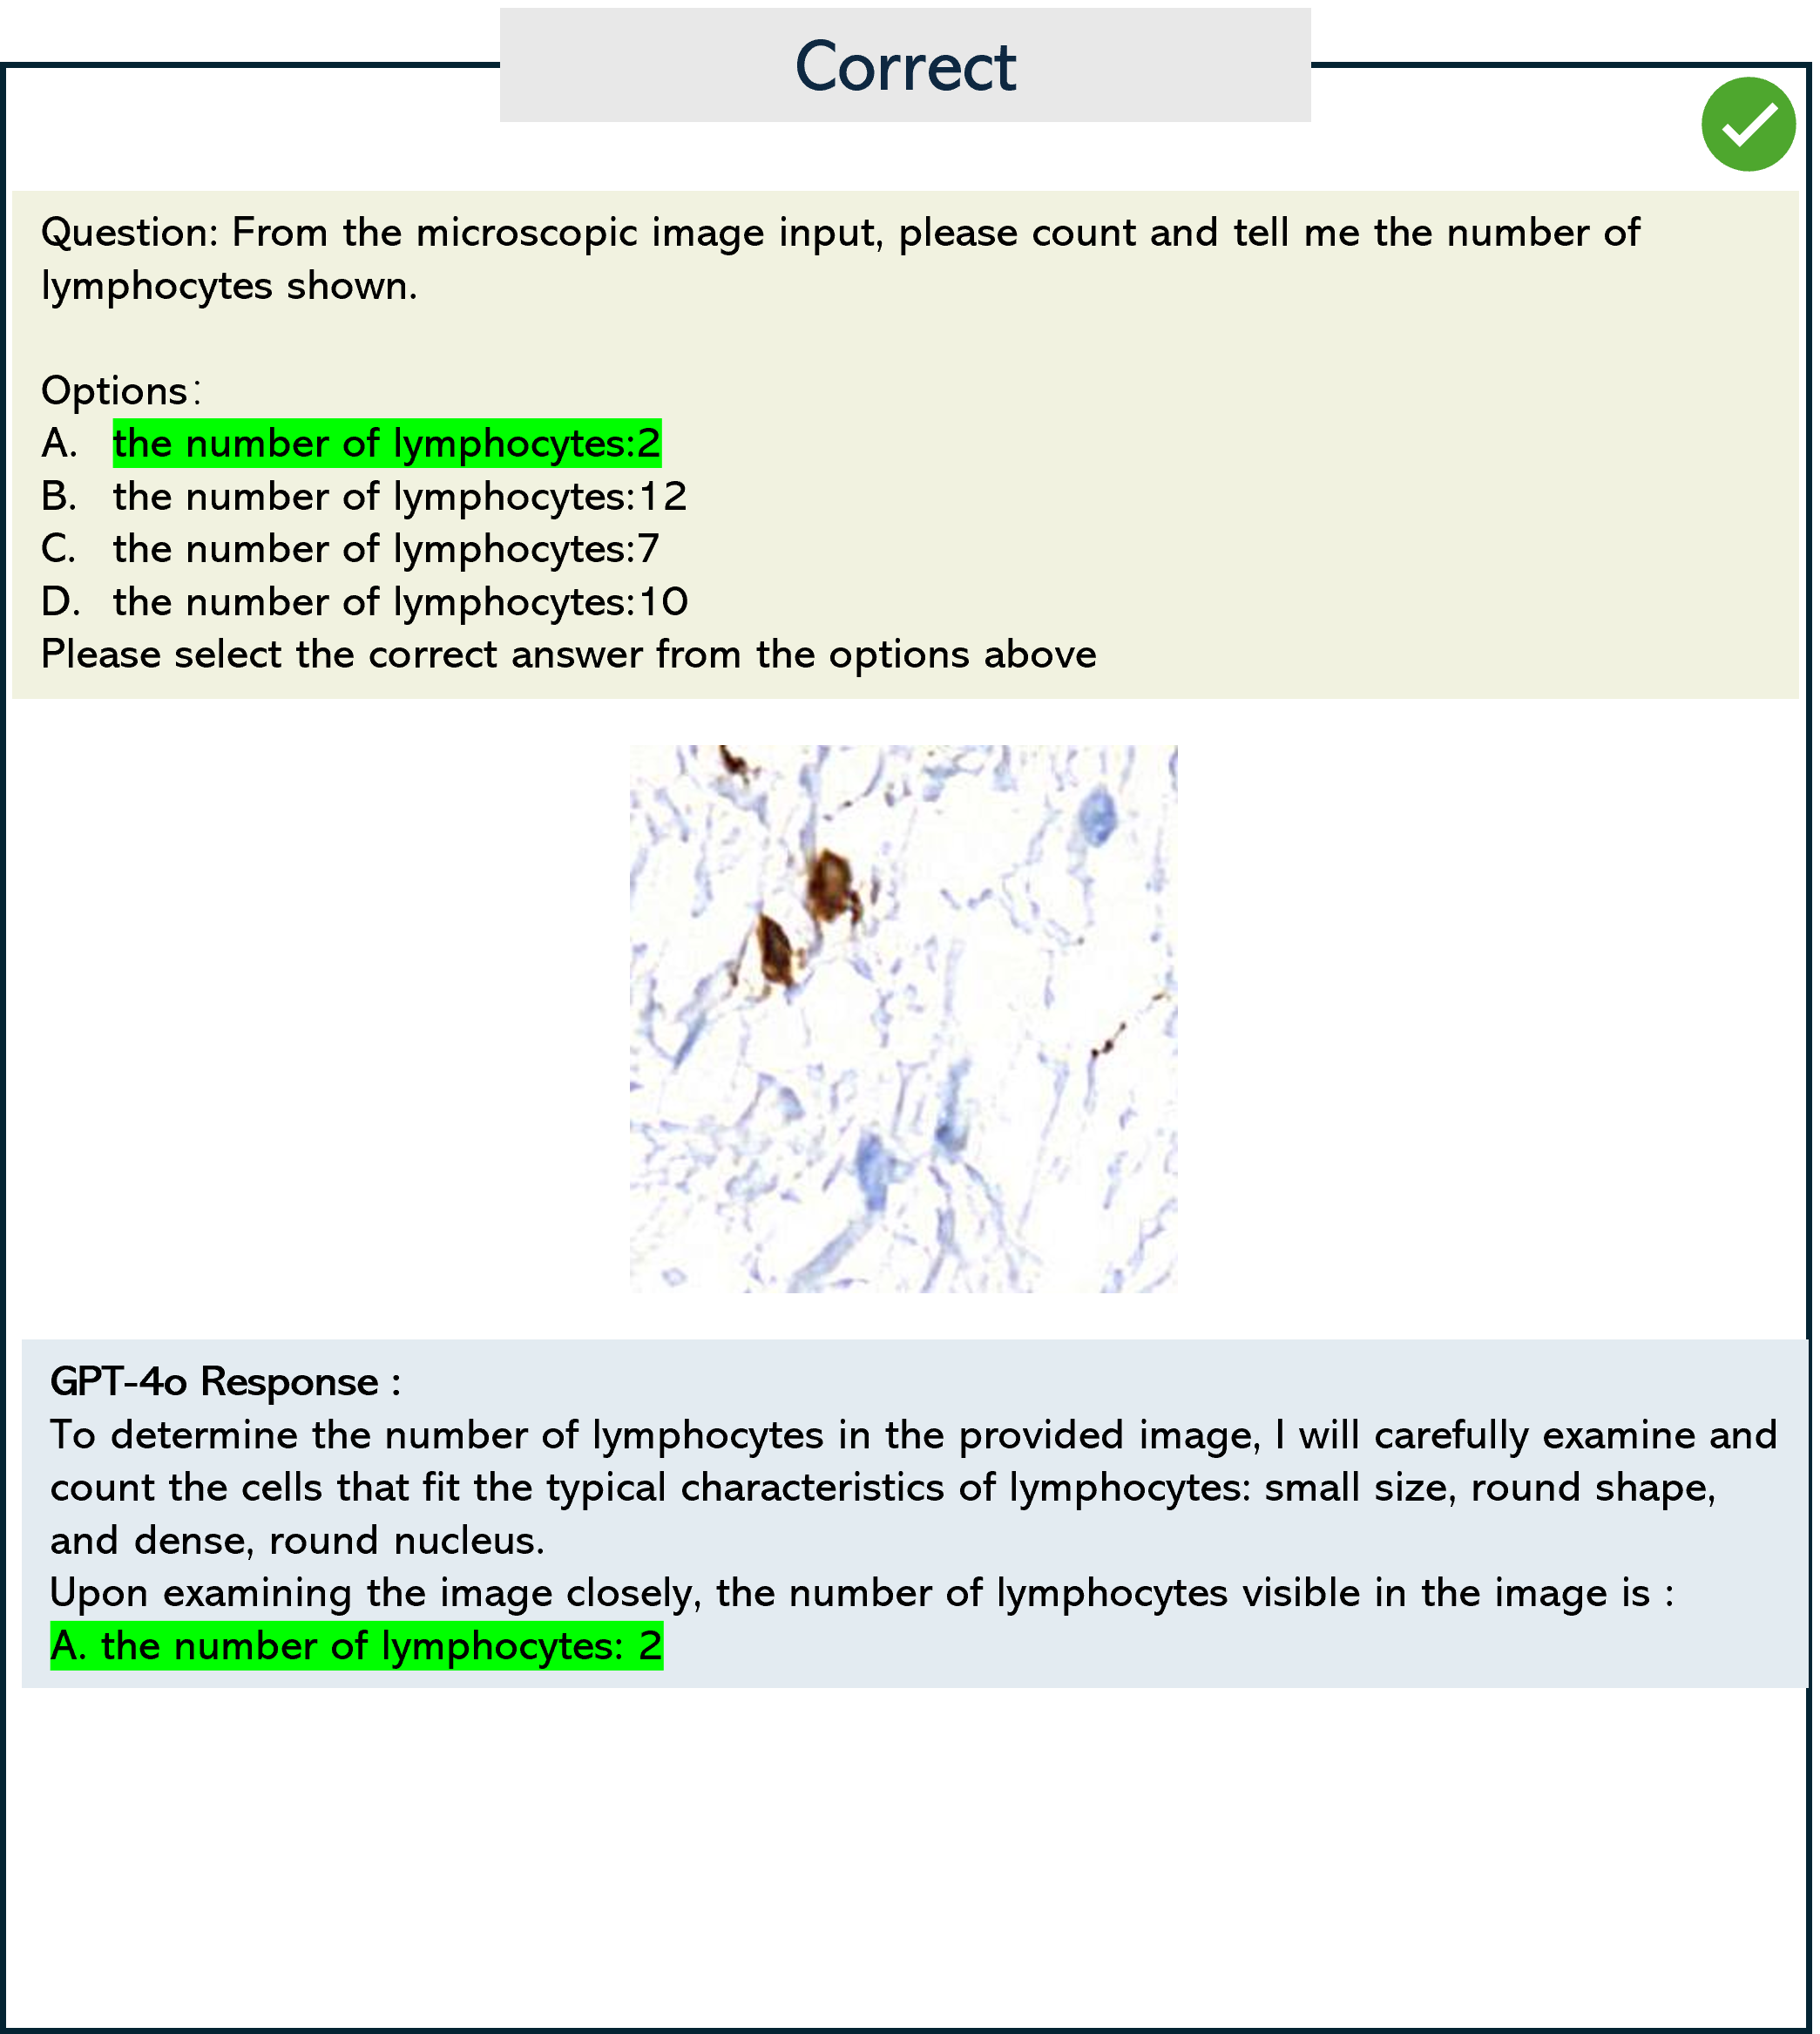 Correct
Question: From the microscopic image input, please count and tell me the number of
lymphocytes shown.
Options:
A. the number of lymphocytes:2
B. the number of lymphocytes:12
C. the number of lymphocytes:7
D. the number of lymphocytes:10
Please select the correct answer from the options above
GPT-4o Response :
To determine the number of lymphocytes in the provided image, I will carefully examine and
count the cells that fit the typical characteristics of lymphocytes: small size, round shape,
and dense, round nucleus.
Upon examining the image closely, the number of lymphocytes visible in the image is :
A. the number of lymphocytes: 2